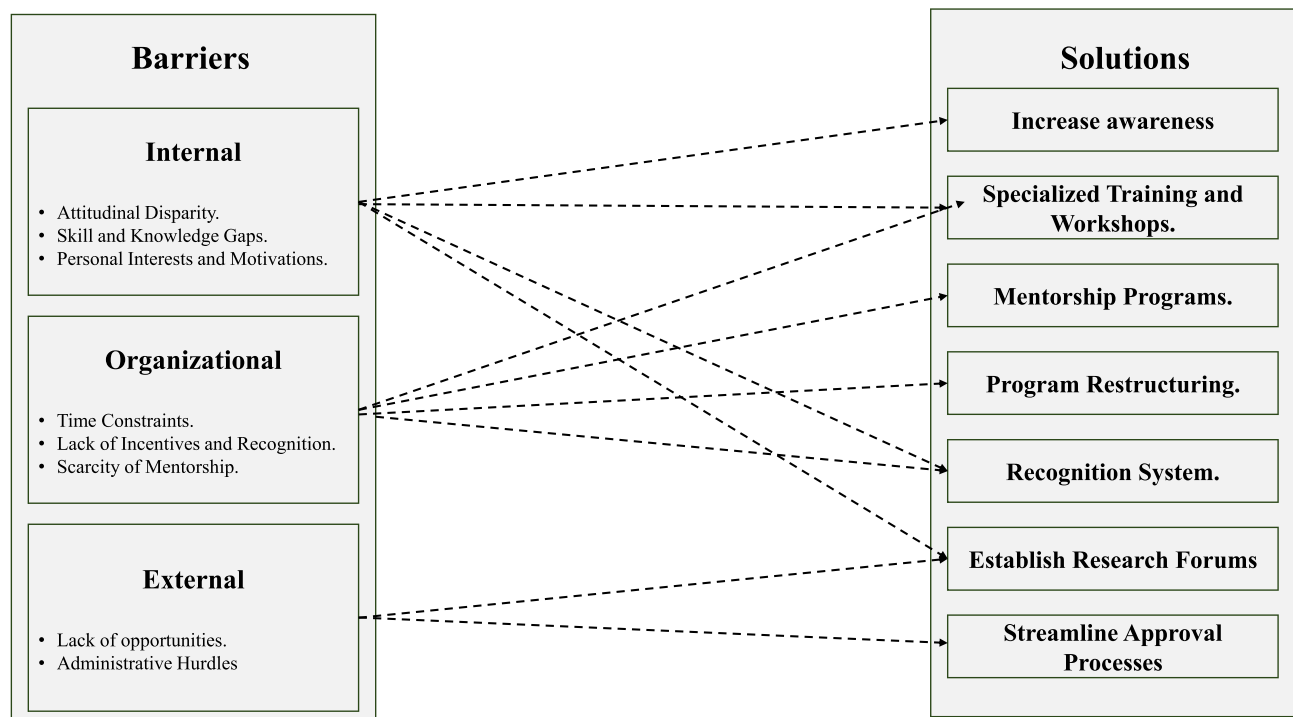 Barriers
Internal
• Attitudinal Disparity.
• Skill and Knowledge Gaps.
• Personal Interests and Motivations.
Organizational
• Time Constraints.
• Lack of Incentives and Recognition.
• Scarcity of Mentorship.
External
• Lack of opportunities.
• Administrative Hurdles
Solutions
Increase awareness
Specialized Training and
Workshops.
Mentorship Programs.
Program Restructuring.
Recognition System.
Establish Research Forums
Streamline Approval
Processes